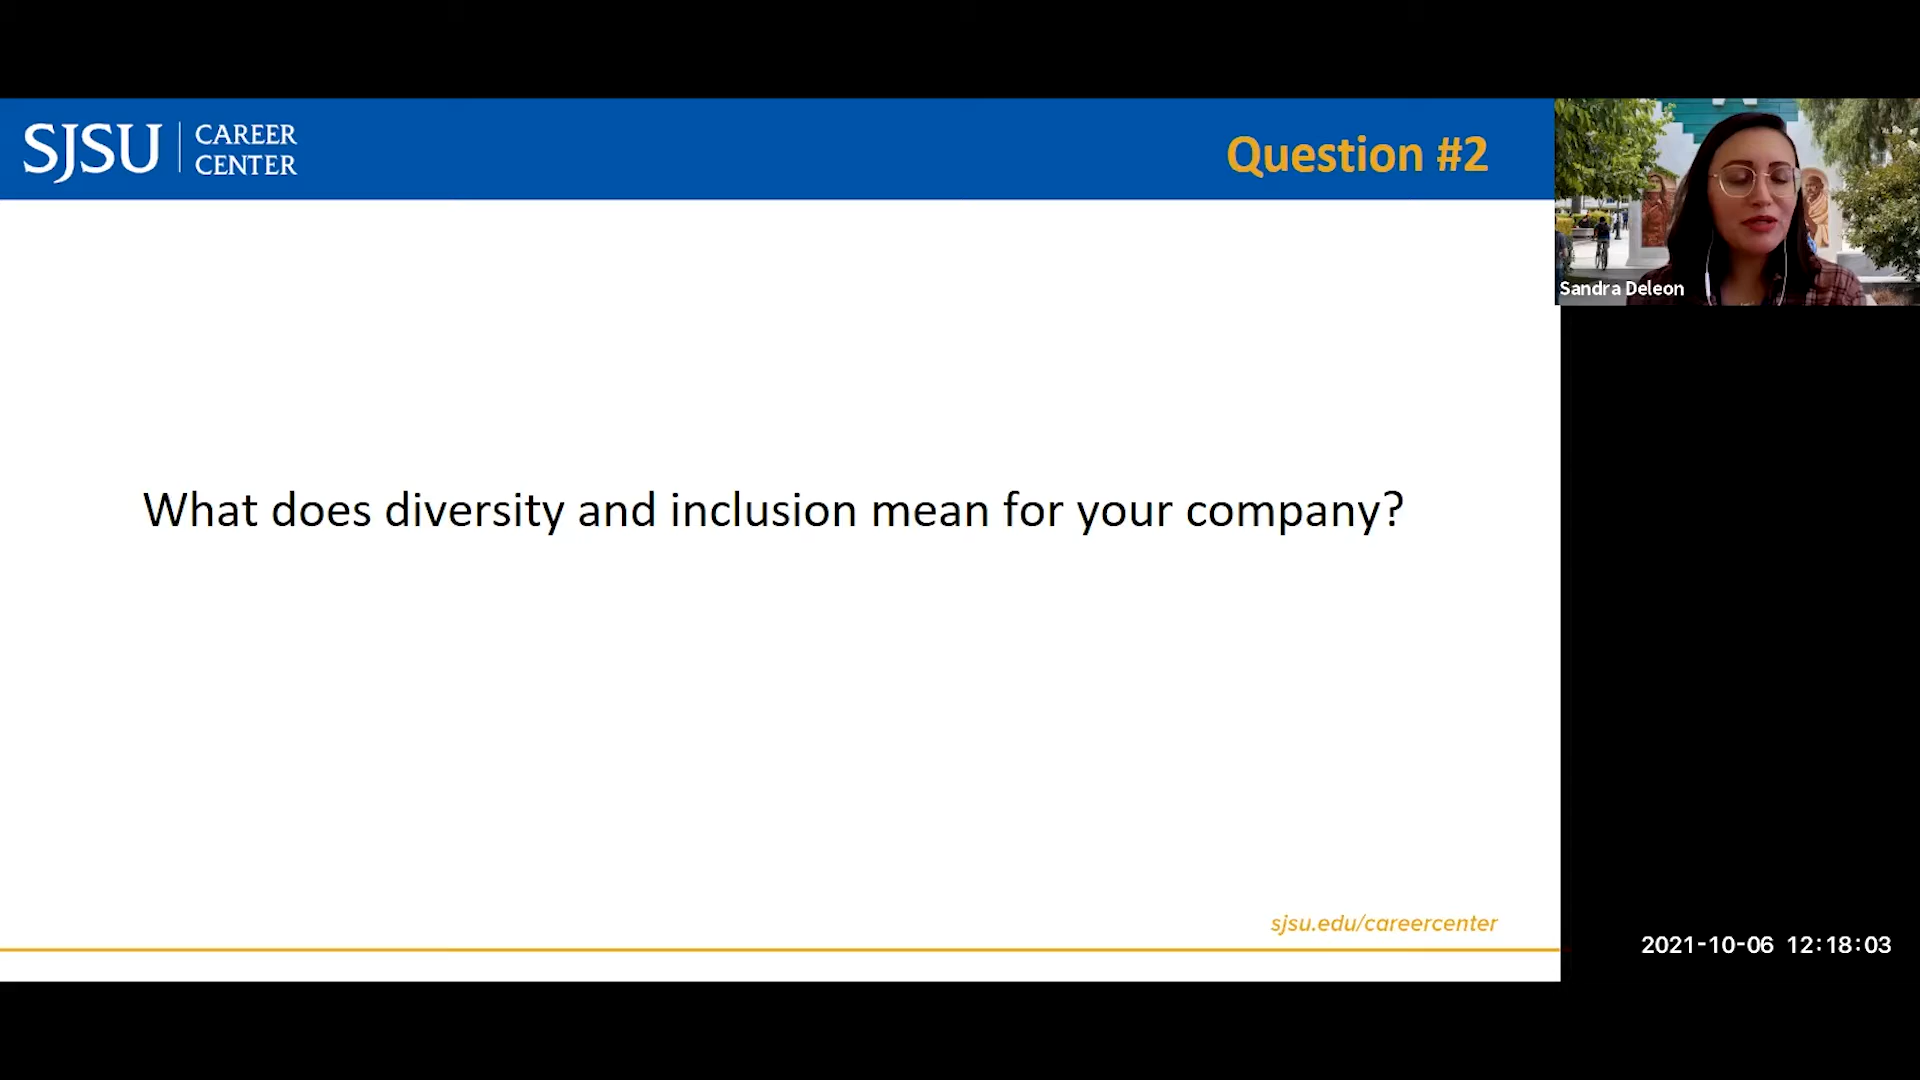 SJSU
CAREER
CENTER
Question #2
Sandra Deleon
What does diversity and inclusion mean for your company?
sjsu.edu/careercenter
2021-10-06 12:18:03